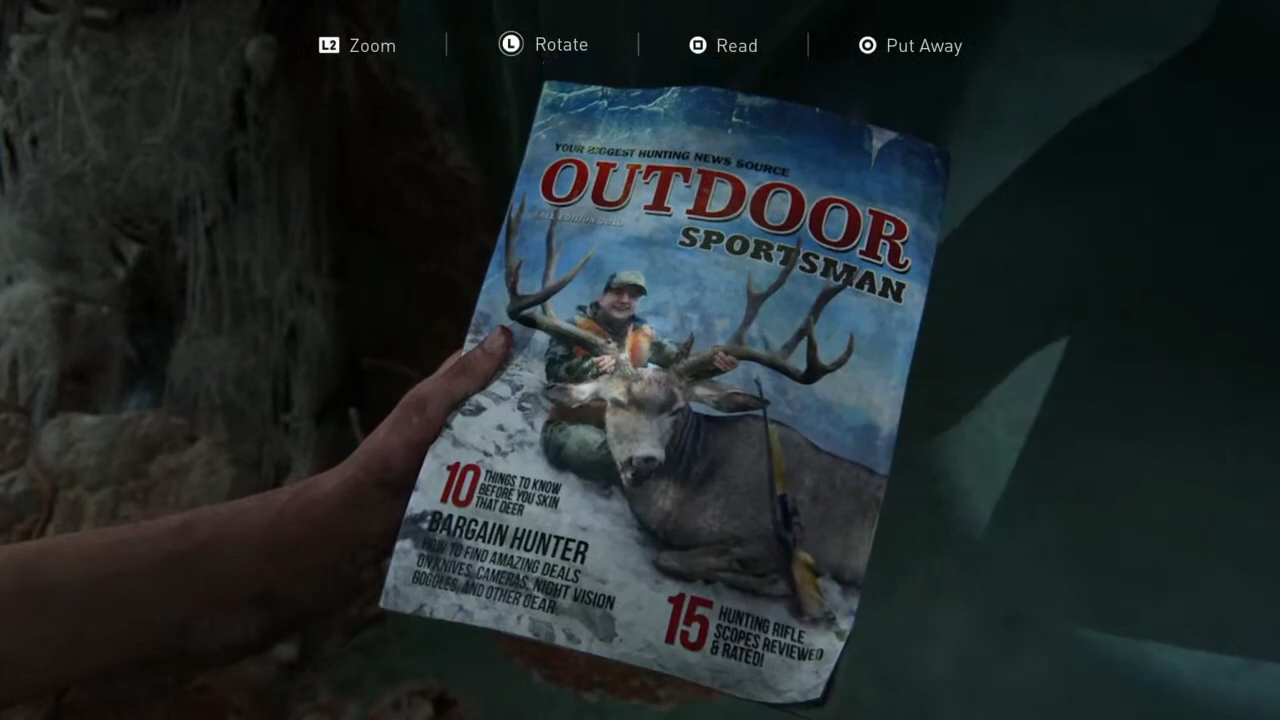 L2 Zoom
L Rotate
Read
Put Away
YOUR BIGGEST HUNTING NEWS SOURCE
OUTDOOR
SPORTSMAN
10 THINGS TO KNOW
BEFORE YOU SKIN
THAT DEER
BARGAIN HUNTER
HOW TO FIND AMAZING DEALS
ON KNIVES, CAMERAS, NIGHT VISION
GOGGLES, AND OTHER GEAR
15 HUNTING RIFLE
SCOPES REVIEWED
& RATED!